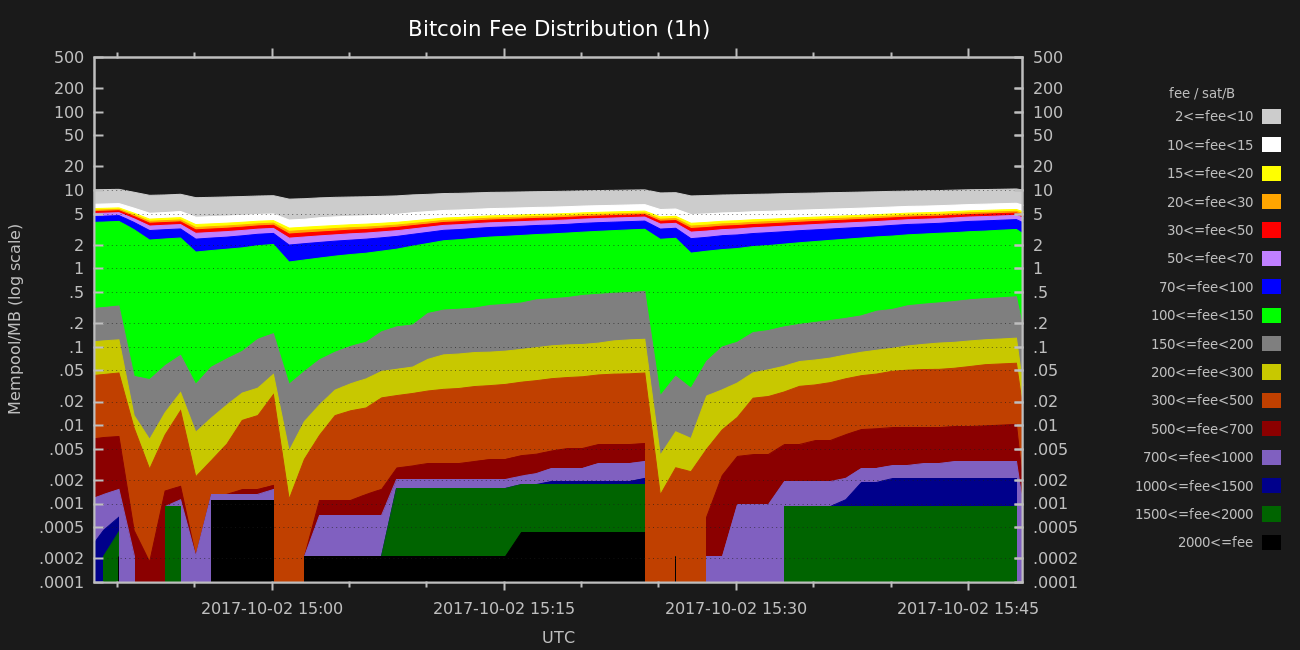 Bitcoin Fee Distribution (1h)
500
200
100
50
20
10
5
2
1
.5
.2
.1
.05
.02
.01
.005
.002
.001
.0005
.0002
.0001
Mempool/MB (log scale)
500
200
100
50
20
10
5
2
1
.5
.2
.1
.05
.02
.01
.005
.002
.001
.0005
.0002
.0001
2017-10-02 15:00
2017-10-02 15:15
2017-10-02 15:30
2017-10-02 15:45
UTC
fee / sat/B
2<=fee<10
10<=fee<15
15<=fee<20
20<=fee<30
30<=fee<50
50<=fee<70
70<=fee<100
100<=fee<150
150<=fee<200
200<=fee<300
300<=fee<500
500<=fee<700
700<=fee<1000
1000<=fee<1500
1500<=fee<2000
2000<=fee